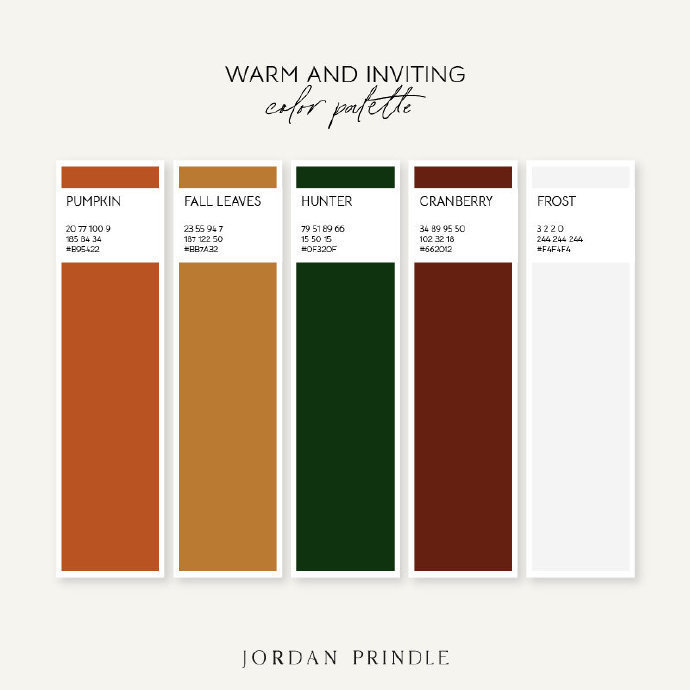 WARM AND INVITING
color palette
PUMPKIN
20 77 100 9
185 84 34
#B95422
FALL LEAVES
23 55 94 7
187 122 50
#BB7A32
HUNTER
79 51 89 66
15 50 15
#0F320F
CRANBERRY
34 89 95 50
102 32 18
#662012
FROST
3 2 2 0
244 244 244
#F4F4F4
JORDAN PRINDLE